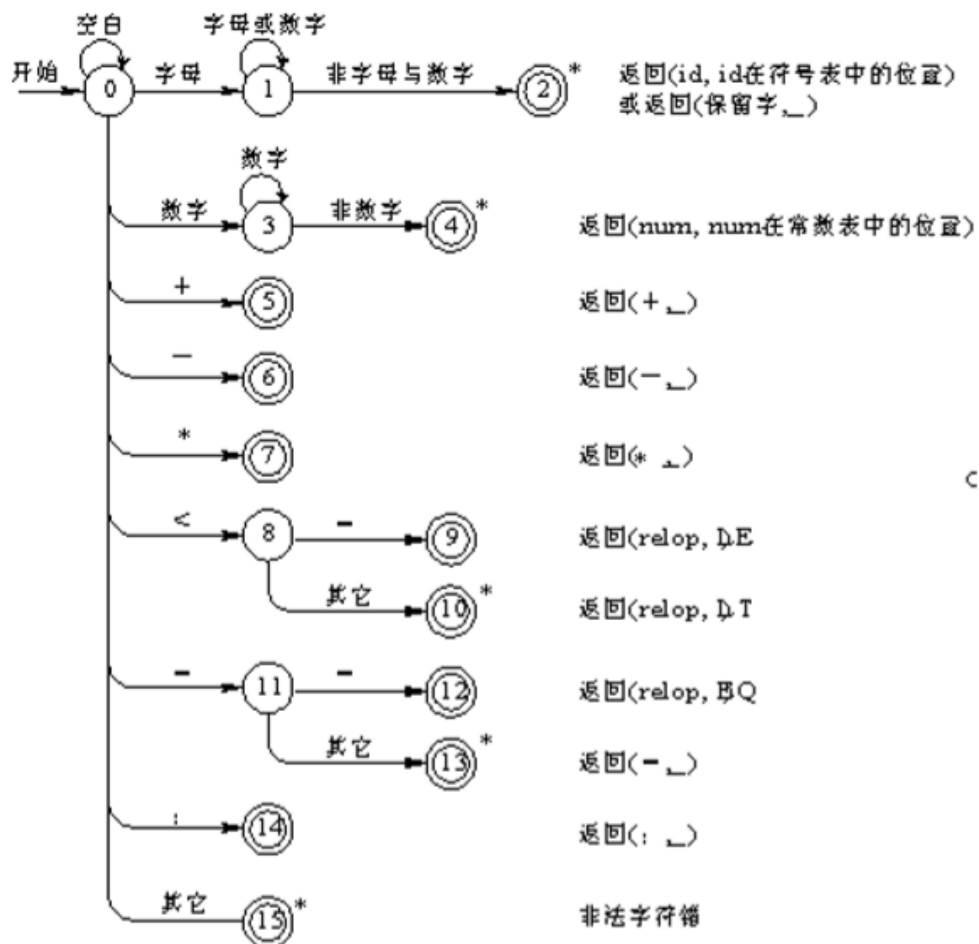 空白
字母或数字
开始 0 字母 1 非字母与数字 2 * 返回(id, id在符号表中的位置)
或返回(保留字,_)
数字
数字 3 非数字 4 * 返回(num, num在常数表中的位置)
+ 5 返回(+,_)
- 6 返回(-,_)
* 7 返回(* ,_)
< 8 = 9 返回(relop, LE)
其它 10 * 返回(relop, LT)
= 11 = 12 返回(relop, EQ)
其它 13 * 返回(=,_)
; 14 返回(; ,_)
其它 15 * 非法字符错